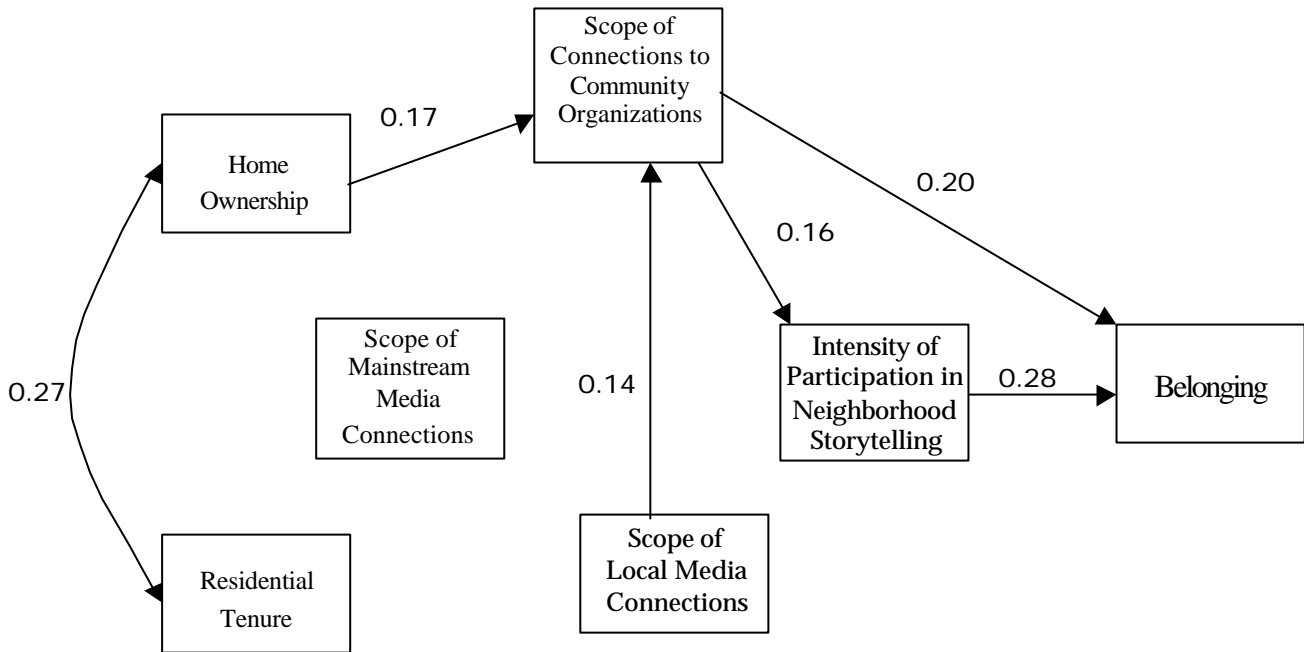 Scope of
Connections to
Community
Organizations
0.17
Home
Ownership
0.20
0.16
Scope of
Mainstream
Media
Connections
0.27
0.14
Intensity of
Participation in
Neighborhood
Storytelling
0.28
Belonging
Residential
Tenure
Scope of
Local Media
Connections